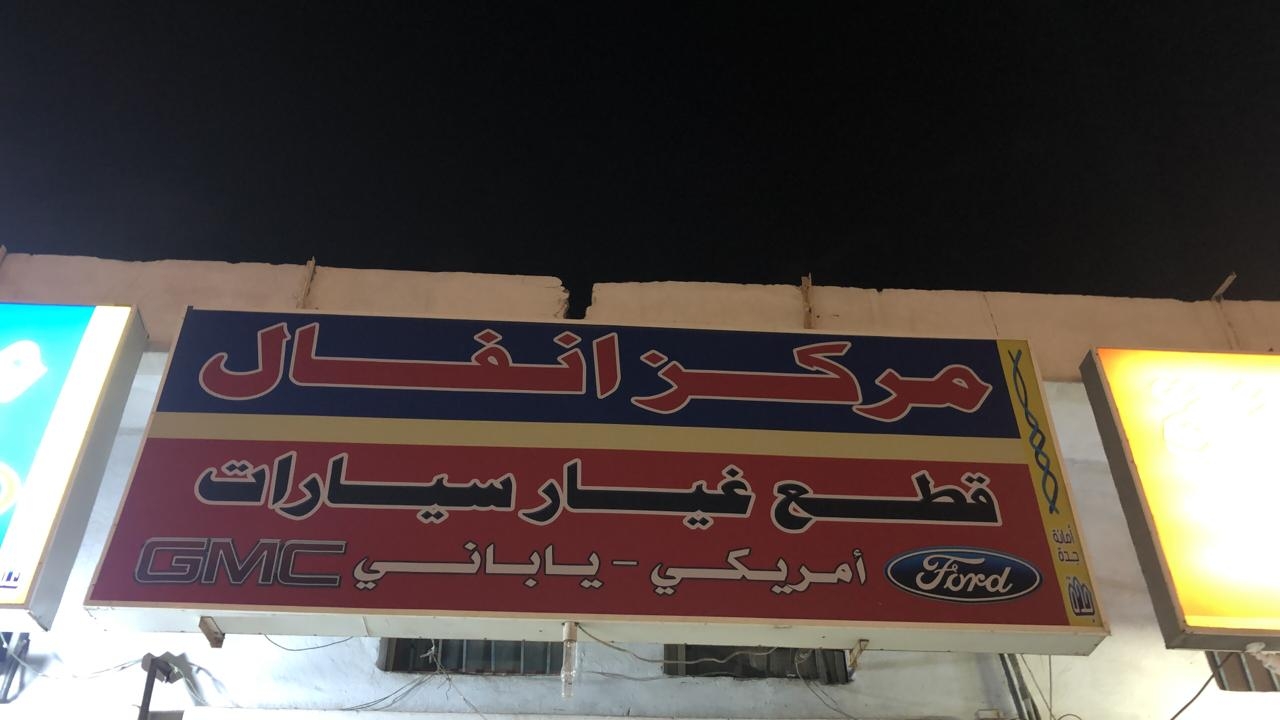 مركز انفال
قطع غيار سيارات
Ford أمريكي - ياباني GMC
أمانة
جدة